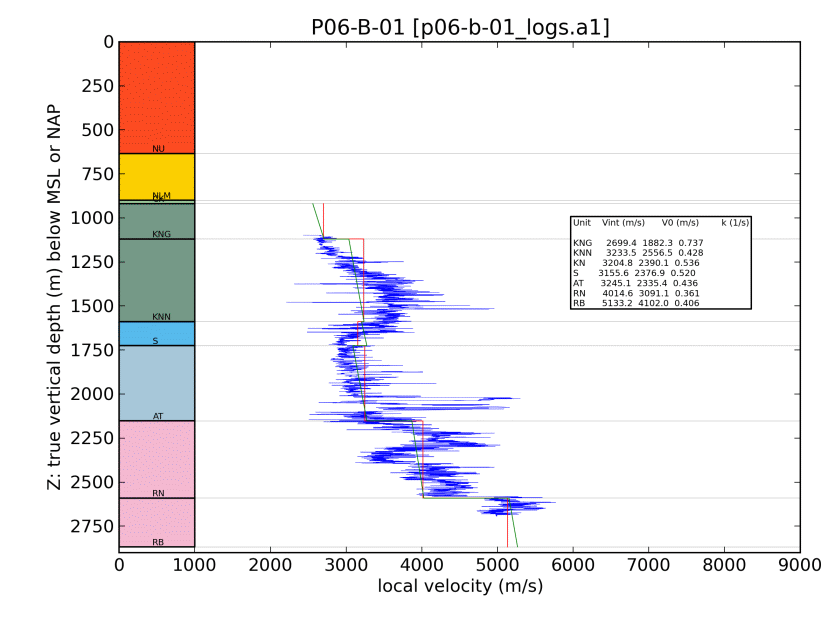 P06-B-01 [p06-b-01_logs.a1]
Z: true vertical depth (m) below MSL or NAP
0
250
500
750
1000
1250
1500
1750
2000
2250
2500
2750
NU
NLM
KNG
KNN
S
AT
RN
RB
Unit Vint (m/s) V0 (m/s) k (1/s)
KNG 2699.4 1882.3 0.737
KNN 3233.5 2556.5 0.428
KN 3204.8 2390.1 0.536
S 3155.6 2376.9 0.520
AT 3245.1 2335.4 0.436
RN 4014.6 3091.1 0.361
RB 5133.2 4102.0 0.406
0 1000 2000 3000 4000 5000 6000 7000 8000 9000
local velocity (m/s)